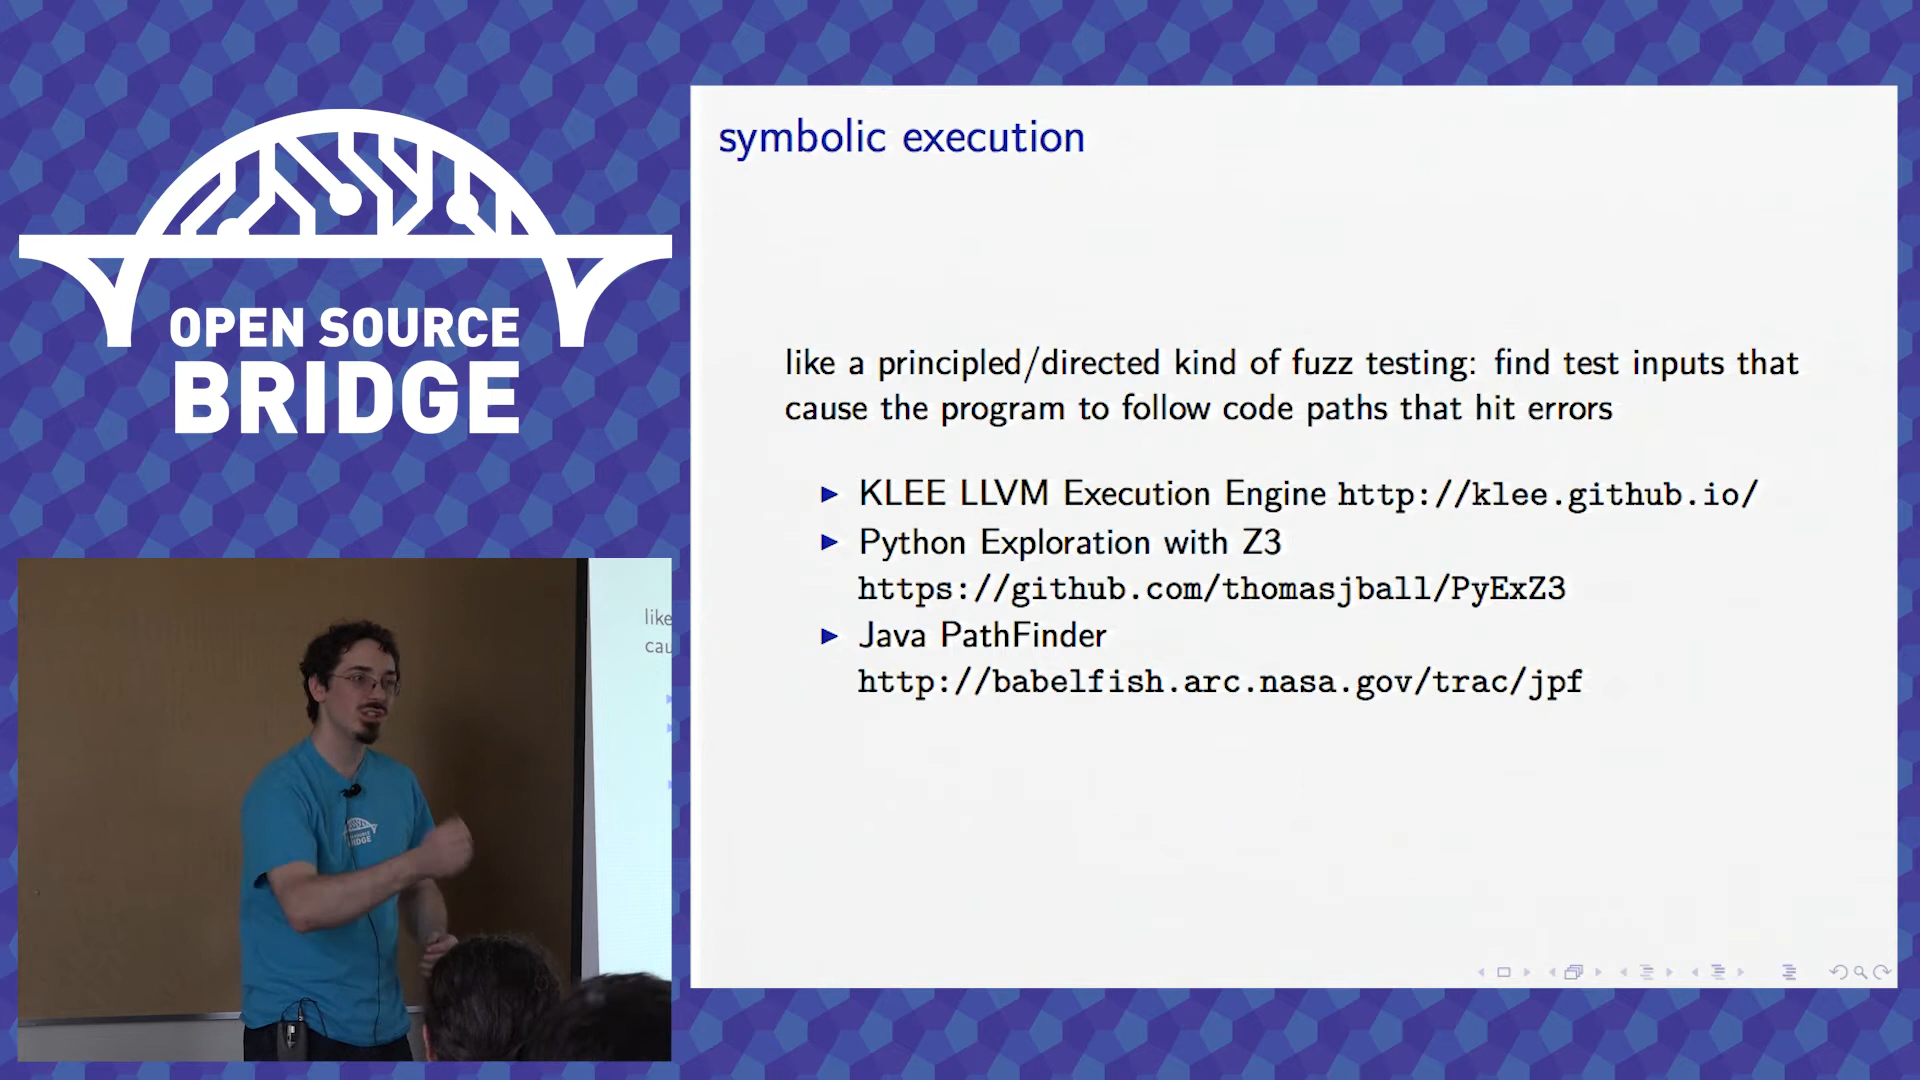 OPEN SOURCE
BRIDGE
symbolic execution
like a principled/directed kind of fuzz testing: find test inputs that
cause the program to follow code paths that hit errors
KLEE LLVM Execution Engine http://klee.github.io/
Python Exploration with Z3
https://github.com/thomasjball/PyExZ3
Java PathFinder
http://babelfish.arc.nasa.gov/trac/jpf
like
cau